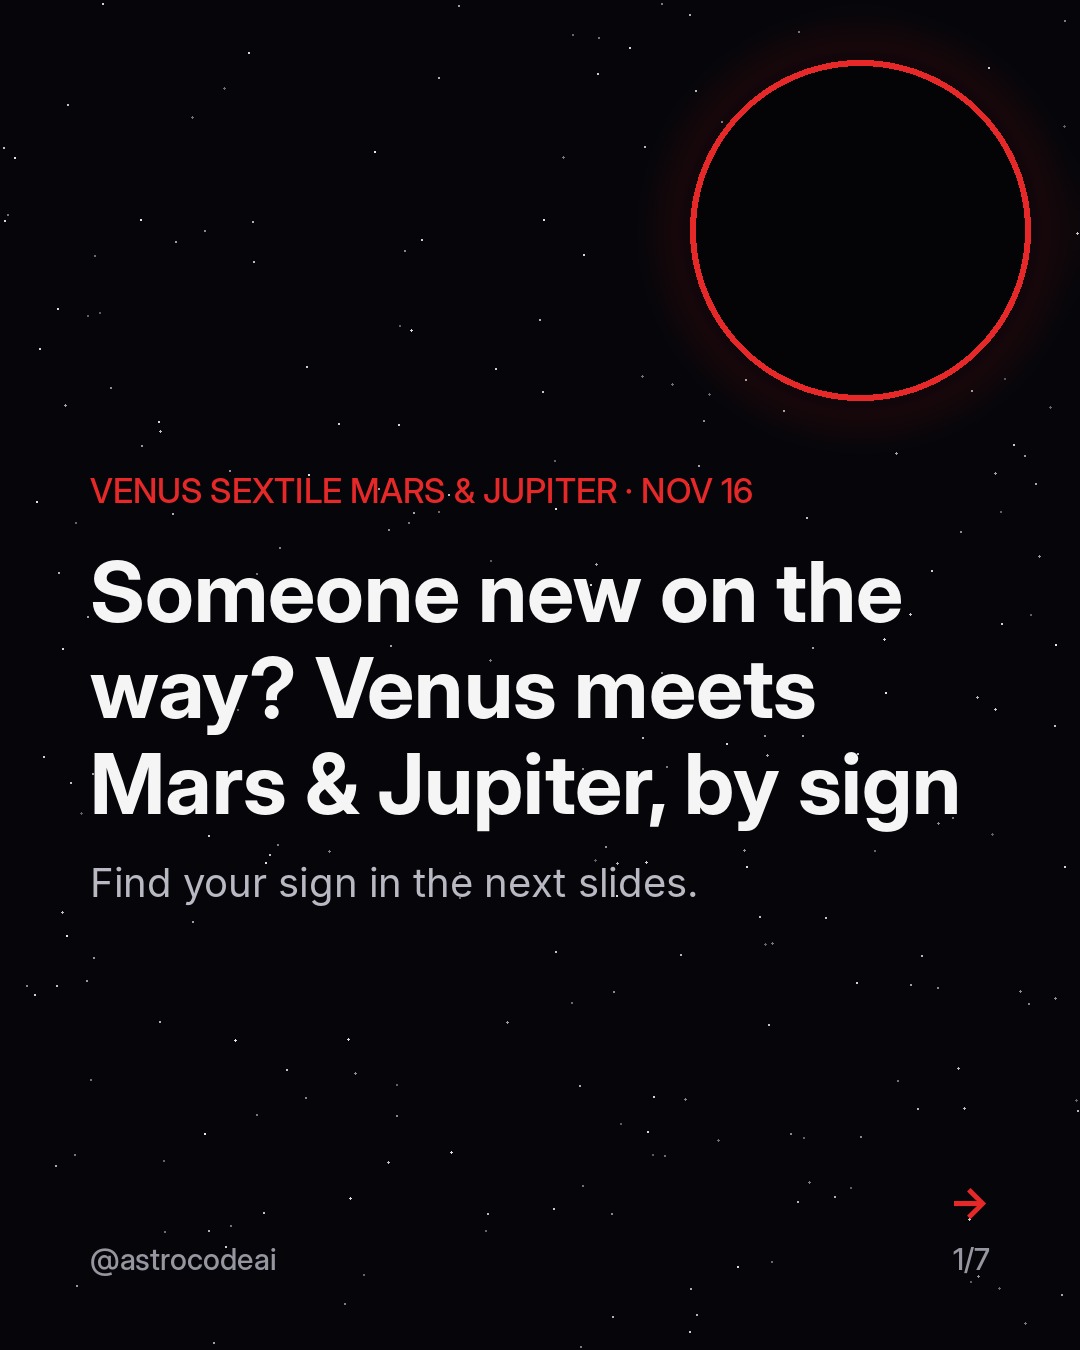 VENUS SEXTILE MARS & JUPITER · NOV 16
Someone new on the
way? Venus meets
Mars & Jupiter, by sign
Find your sign in the next slides.
→
@astrocodeai
1/7